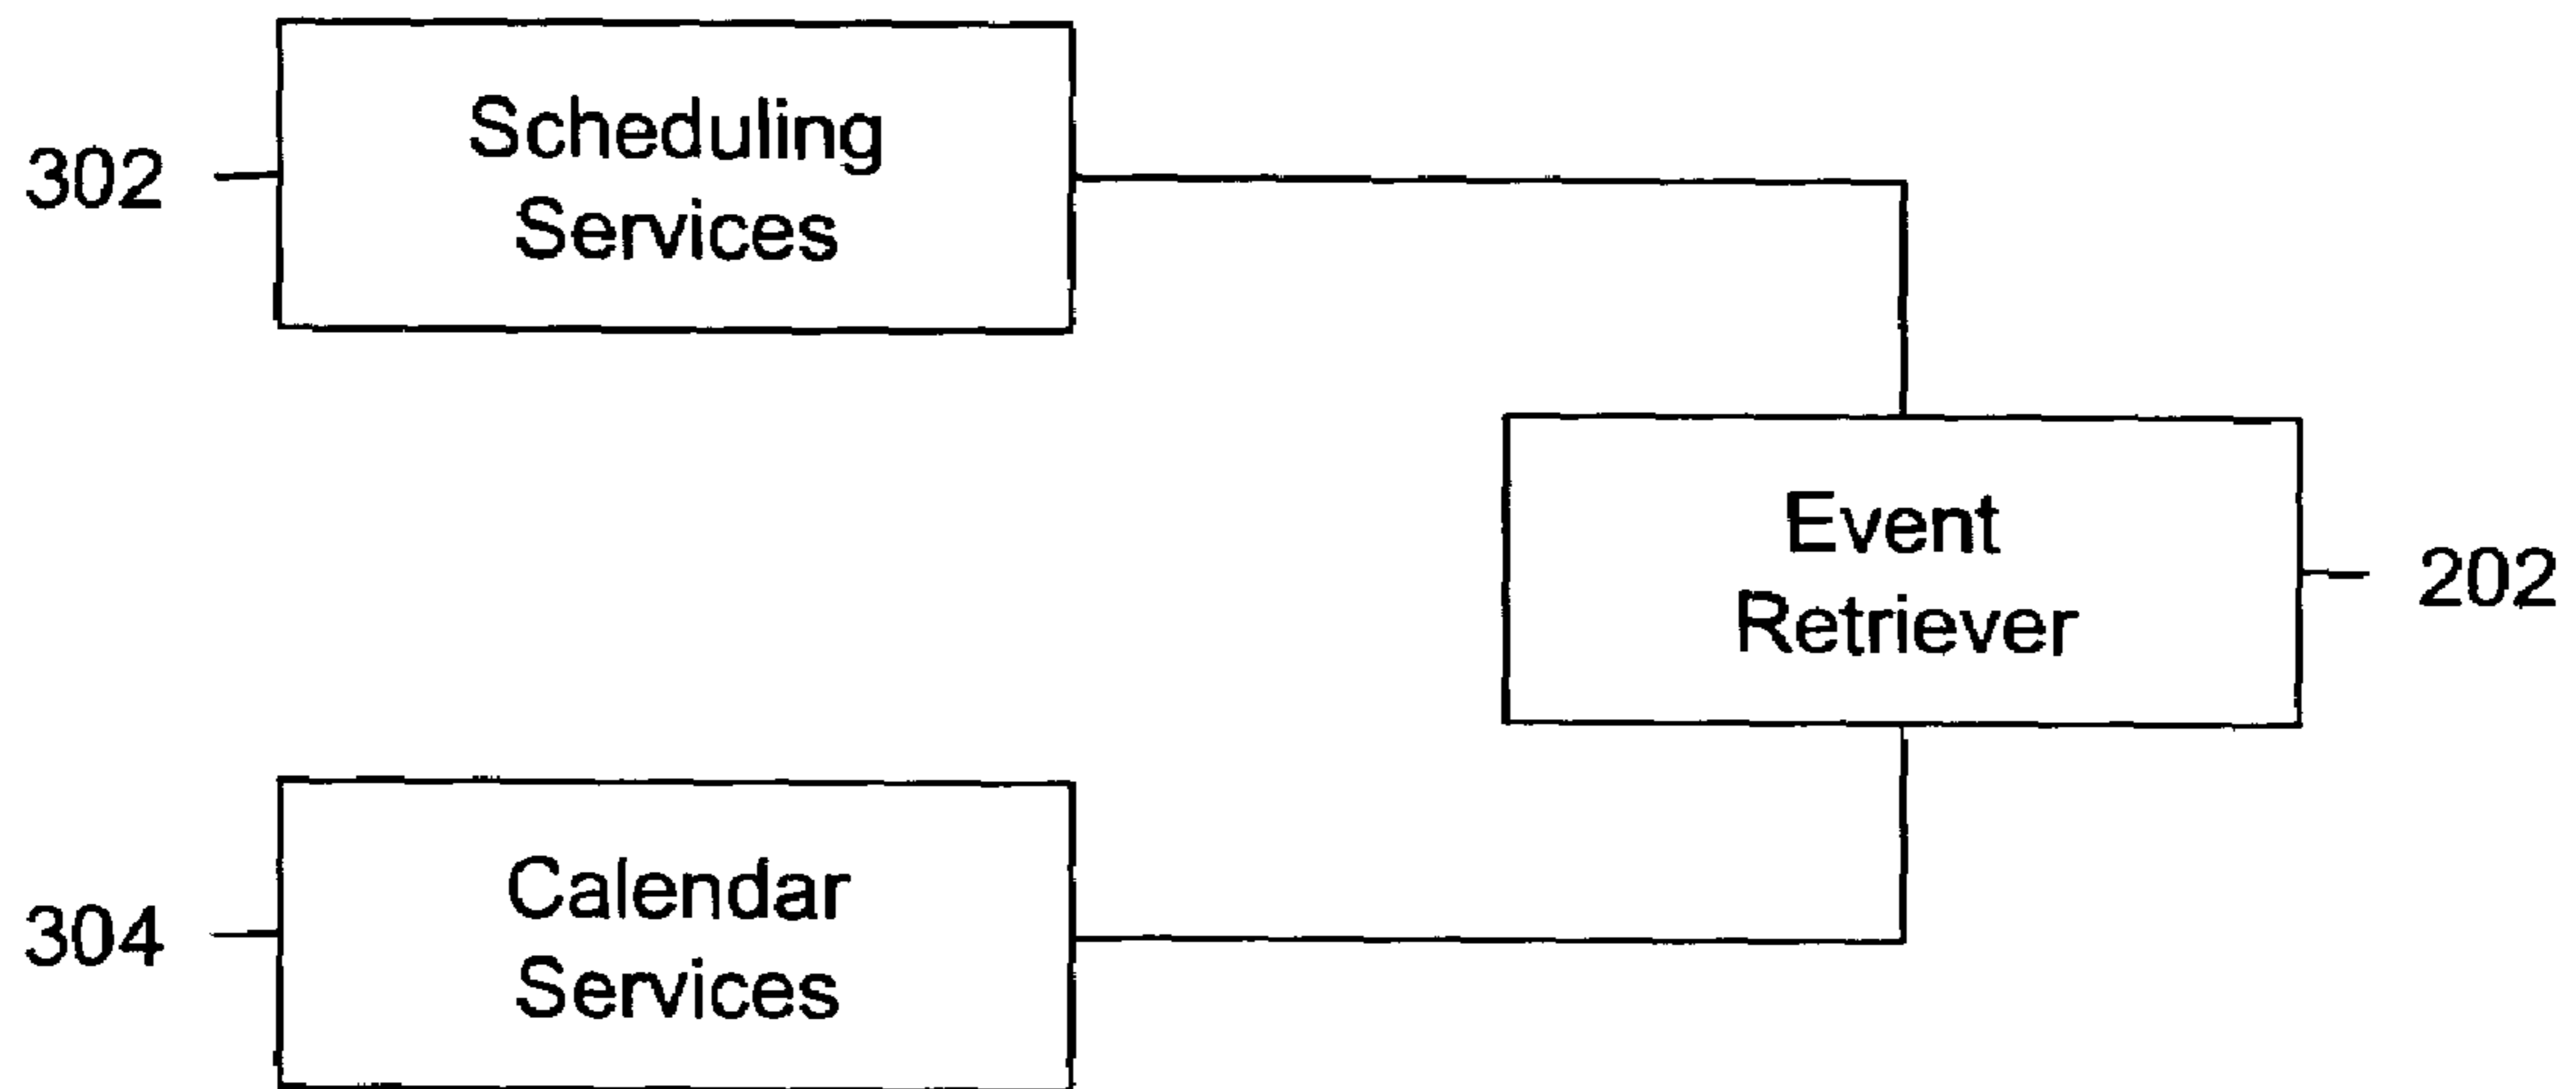 302
Scheduling
Services
Event
Retriever
202
304
Calendar
Services